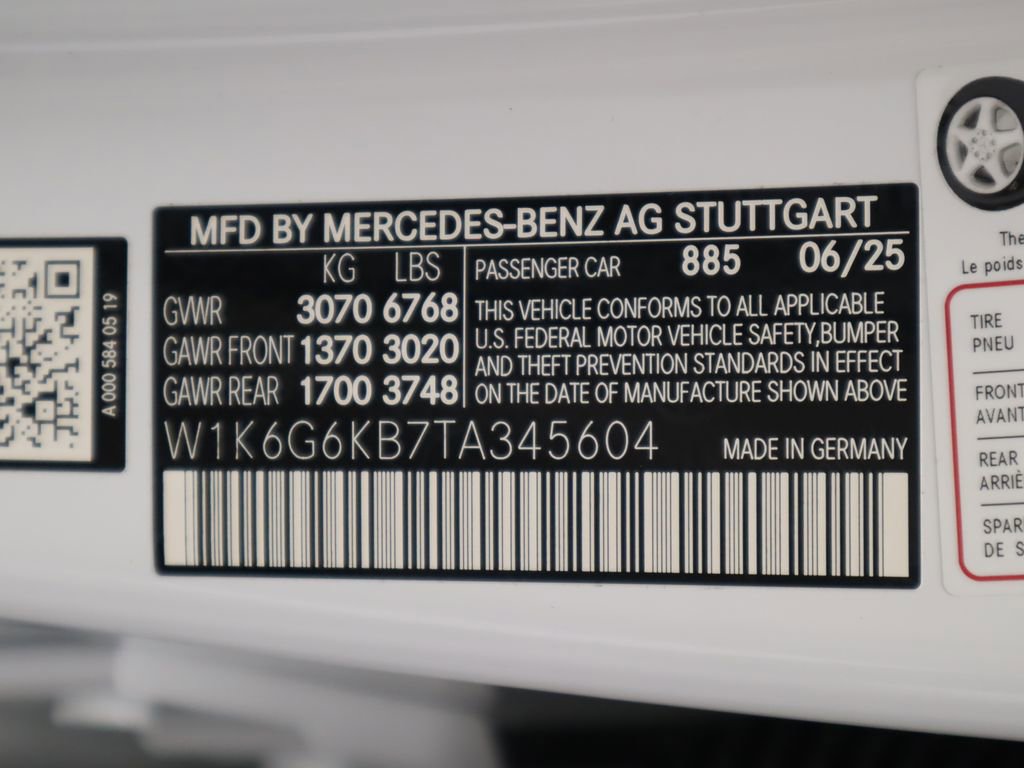 MFD BY MERCEDES-BENZ AG STUTTGART
KG LBS
GVWR 3070 6768
GAWR FRONT 1370 3020
GAWR REAR 1700 3748
PASSENGER CAR 885 06/25
THIS VEHICLE CONFORMS TO ALL APPLICABLE
U.S. FEDERAL MOTOR VEHICLE SAFETY,BUMPER
AND THEFT PREVENTION STANDARDS IN EFFECT
ON THE DATE OF MANUFACTURE SHOWN ABOVE
W1K6G6KB7TA345604
MADE IN GERMANY
A 000 584 05 19
The
Le poids
TIRE
PNEU
FRONT
AVANT
REAR
ARRIÈ
SPAR
DE S